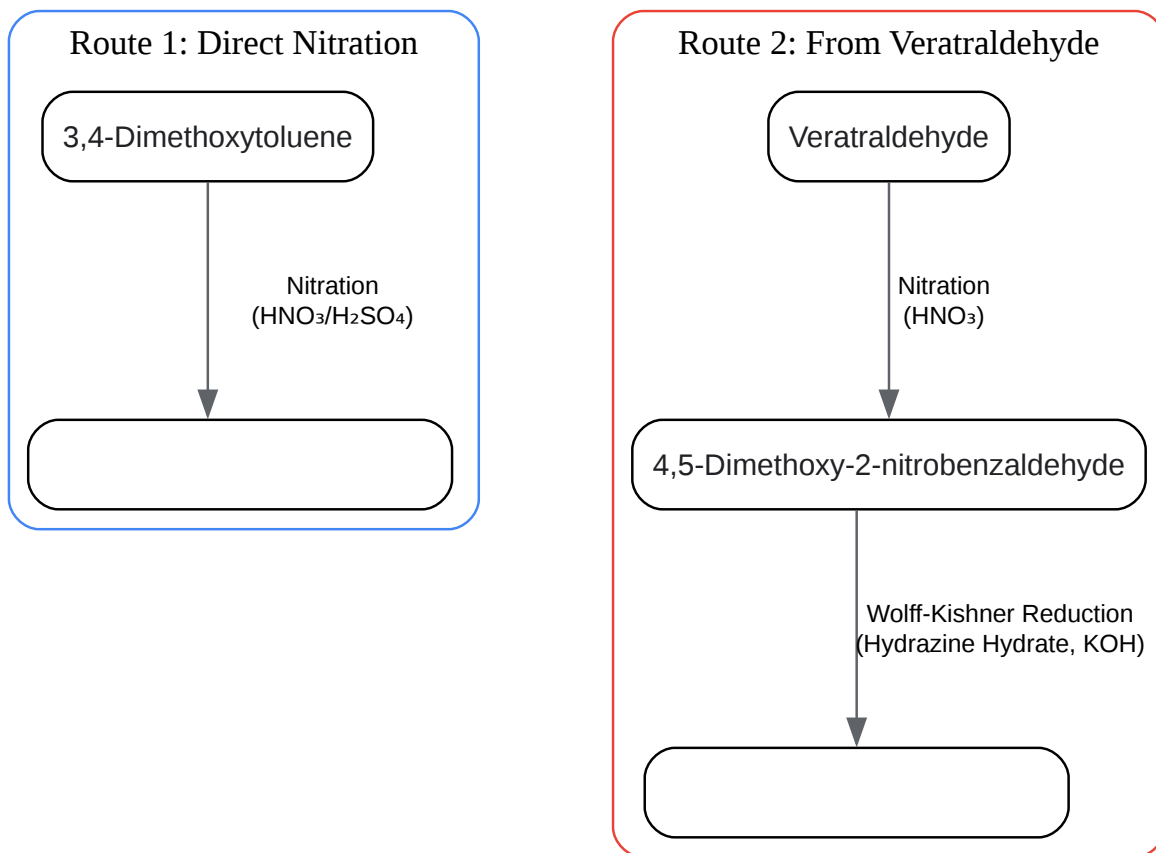 Route 1: Direct Nitration
3,4-Dimethoxytoluene
Nitration
(HNO₃/H₂SO₄)
Route 2: From Veratraldehyde
Veratraldehyde
Nitration
(HNO₃)
4,5-Dimethoxy-2-nitrobenzaldehyde
Wolff-Kishner Reduction
(Hydrazine Hydrate, KOH)